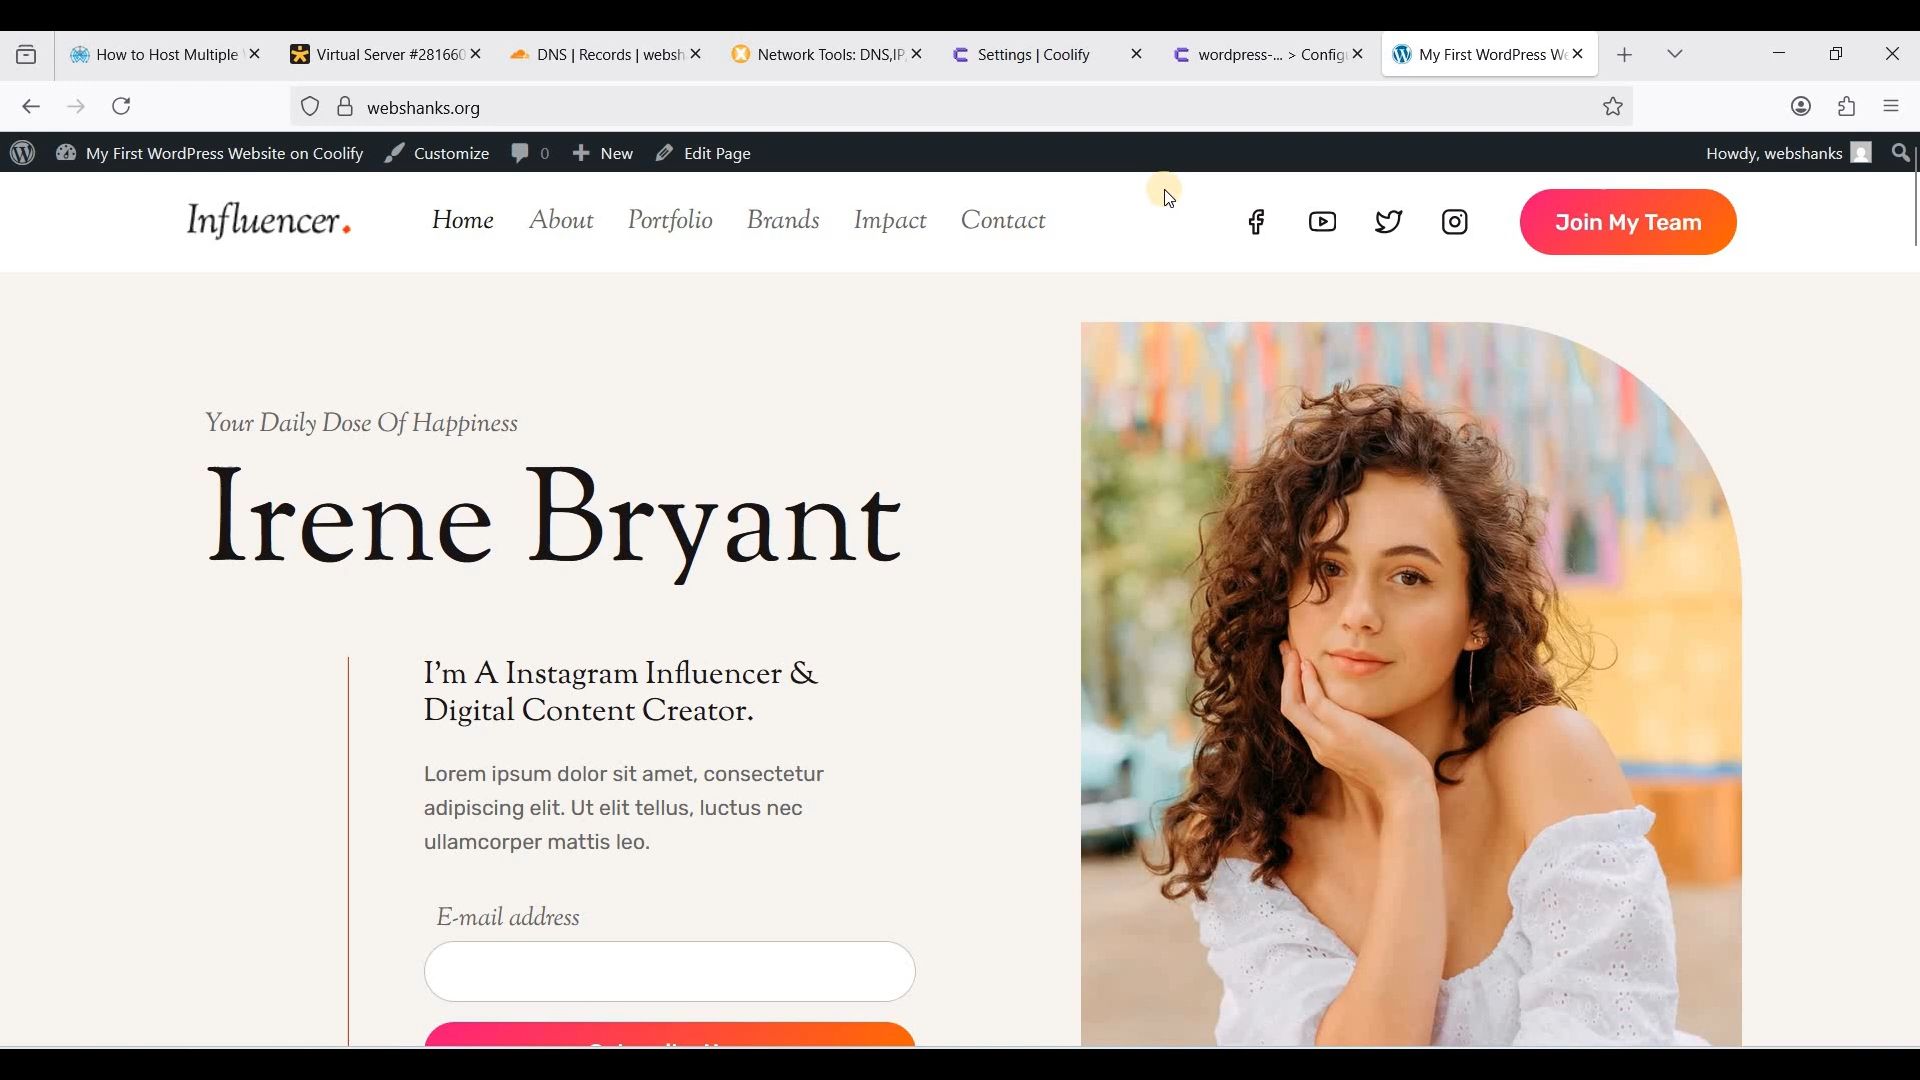 How to Host Multiple
Virtual Server #281660
DNS | Records | websh
Network Tools: DNS,IP,
Settings | Coolify
wordpress-... > Config
My First WordPress We
webshanks.org
My First WordPress Website on Coolify
Customize
0
New
Edit Page
Howdy, webshanks
Influencer.
Home
About
Portfolio
Brands
Impact
Contact
Join My Team
Your Daily Dose Of Happiness
Irene Bryant
I'm A Instagram Influencer &
Digital Content Creator.
Lorem ipsum dolor sit amet, consectetur
adipiscing elit. Ut elit tellus, luctus nec
ullamcorper mattis leo.
E-mail address